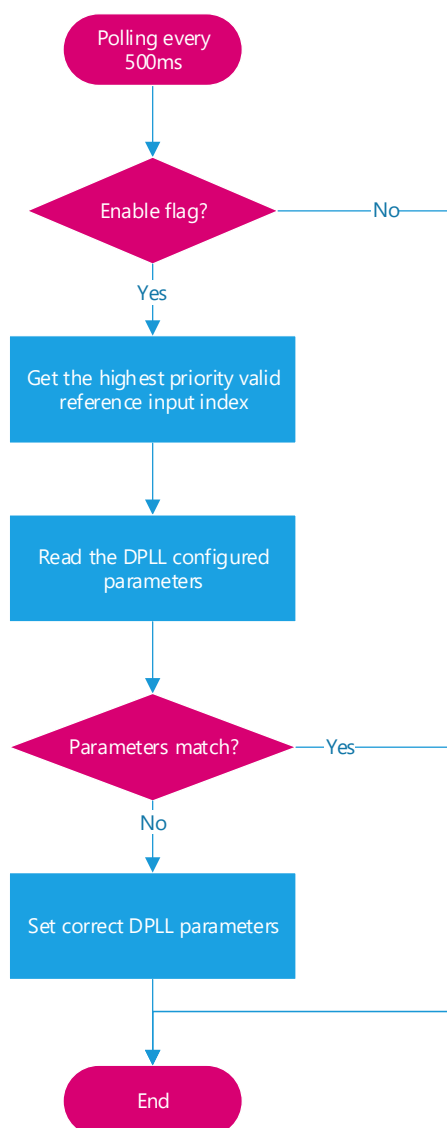 Polling every
500ms
Enable flag?
No
Yes
Get the highest priority valid
reference input index
Read the DPLL configured
parameters
Parameters match?
Yes
No
Set correct DPLL parameters
End